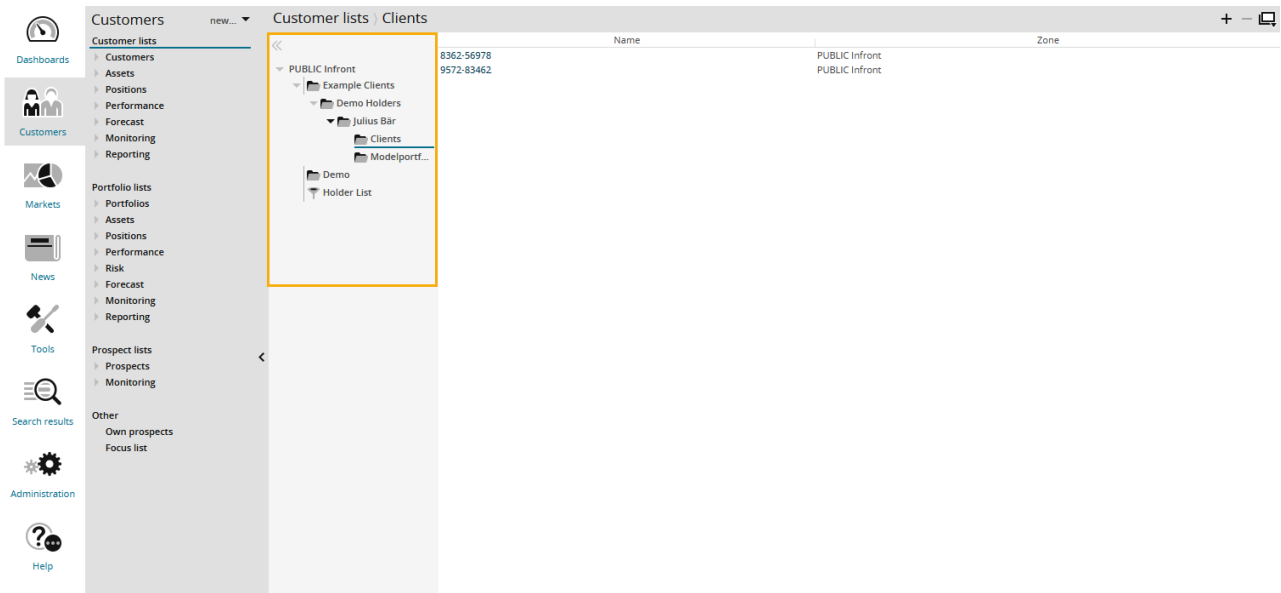 Dashboards
Customers
Markets
News
Tools
Search results
Administration
Help
Customers new...
Customer lists
Customers
Assets
Positions
Performance
Forecast
Monitoring
Reporting
Portfolio lists
Portfolios
Assets
Positions
Performance
Risk
Forecast
Monitoring
Reporting
Prospect lists
Prospects
Monitoring
Other
Own prospects
Focus list
Customer lists ⟩ Clients
PUBLIC Infront
Example Clients
Demo Holders
Julius Bär
Clients
Modelportf...
Demo
Holder List
Name Zone
8362-56978 PUBLIC Infront
9572-83462 PUBLIC Infront